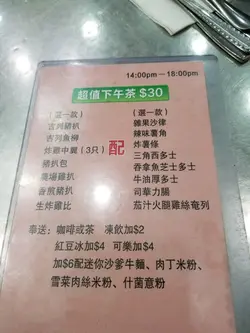 14:00pm－18:00pm
超值下午茶 $30
(選一款)
吉列豬扒
吉列魚柳
炸雞中翼 (3只)
豬扒包
魔場雞扒
香煎豬扒
生炸雞比
配
(選一款)
雜果沙律
辣味薯角
炸薯條
三角西多士
吞拿魚芝士多士
牛油厚多士
司華力腸
茄汁火腿雞絲奄列
奉送：咖啡或茶 凍飲加$2
紅豆冰加$4 可樂加$4
加$6配迷你沙爹牛麵、肉丁米粉、
雪菜肉絲米粉、什菌意粉